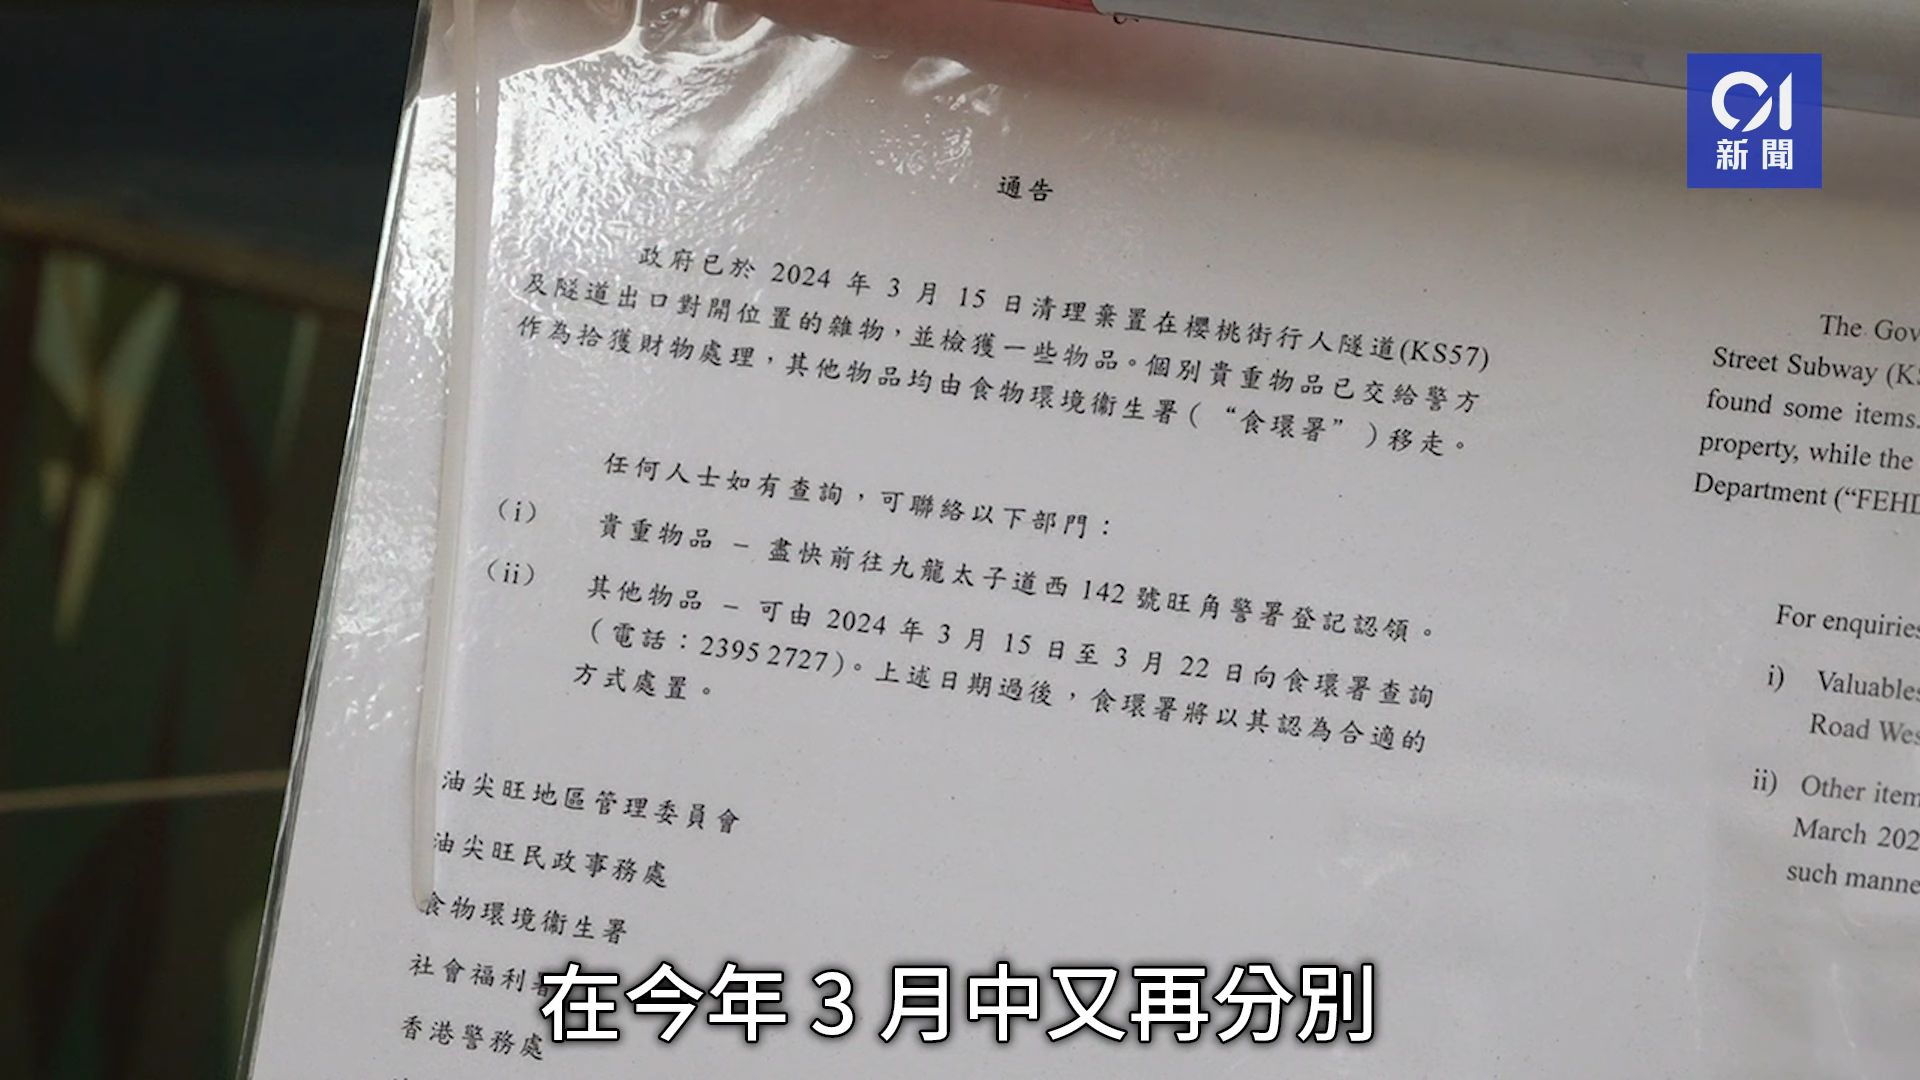 01
新聞
通告
政府已於 2024 年 3 月 15 日清理棄置在櫻桃街行人隧道(KS57)
及隧道出口對開位置的雜物，並檢獲一些物品。個別貴重物品已交給警方
作為拾獲財物處理，其他物品均由食物環境衞生署（“食環署”）移走。
任何人士如有查詢，可聯絡以下部門：
(i) 貴重物品 – 盡快前往九龍太子道西 142 號旺角警署登記認領。
(ii) 其他物品 – 可由 2024 年 3 月 15 日至 3 月 22 日向食環署查詢
（電話：2395 2727)。上述日期過後，食環署將以其認為合適的
方式處置。
油尖旺地區管理委員會
油尖旺民政事務處
食物環境衞生署
社會福利署
香港警務處
The Gov
Street Subway (KS
found some items.
property, while the
Department (“FEHD
For enquiries
i) Valuables
Road Wes
ii) Other item
March 202
such manne
在今年 3 月中又再分別